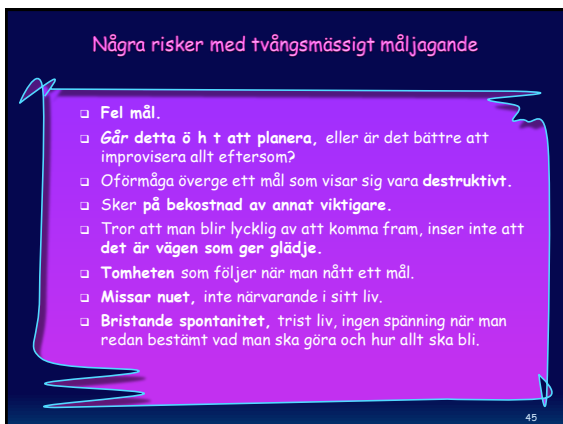 Några risker med tvångsmässigt måljagande
❑ Fel mål.
❑ Går detta ö h t att planera, eller är det bättre att
improvisera allt eftersom?
❑ Oförmåga överge ett mål som visar sig vara destruktivt.
❑ Sker på bekostnad av annat viktigare.
❑ Tror att man blir lycklig av att komma fram, inser inte att
det är vägen som ger glädje.
❑ Tomheten som följer när man nått ett mål.
❑ Missar nuet, inte närvarande i sitt liv.
❑ Bristande spontanitet, trist liv, ingen spänning när man
redan bestämt vad man ska göra och hur allt ska bli.
45